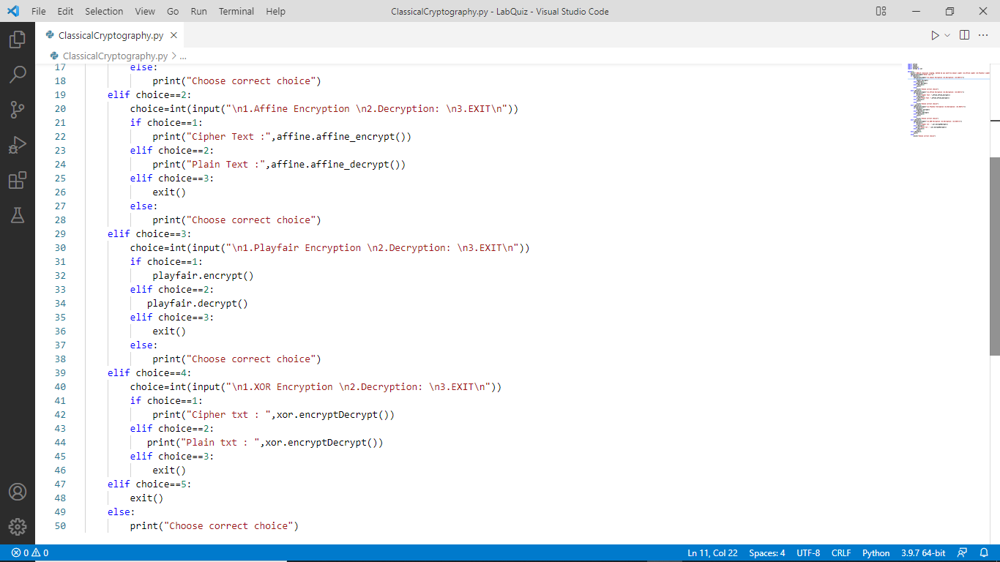 File Edit Selection View Go Run Terminal Help ClassicalCryptography.py - LabQuiz - Visual Studio Code
ClassicalCryptography.py
ClassicalCryptography.py > ...
17 else:
18 print("Choose correct choice")
19 elif choice==2:
20 choice=int(input("\n1.Affine Encryption \n2.Decryption: \n3.EXIT\n"))
21 if choice==1:
22 print("Cipher Text :",affine.affine_encrypt())
23 elif choice==2:
24 print("Plain Text :",affine.affine_decrypt())
25 elif choice==3:
26 exit()
27 else:
28 print("Choose correct choice")
29 elif choice==3:
30 choice=int(input("\n1.Playfair Encryption \n2.Decryption: \n3.EXIT\n"))
31 if choice==1:
32 playfair.encrypt()
33 elif choice==2:
34 playfair.decrypt()
35 elif choice==3:
36 exit()
37 else:
38 print("Choose correct choice")
39 elif choice==4:
40 choice=int(input("\n1.XOR Encryption \n2.Decryption: \n3.EXIT\n"))
41 if choice==1:
42 print("Cipher txt : ",xor.encryptDecrypt())
43 elif choice==2:
44 print("Plain txt : ",xor.encryptDecrypt())
45 elif choice==3:
46 exit()
47 elif choice==5:
48 exit()
49 else:
50 print("Choose correct choice")
0 0 Ln 11, Col 22 Spaces: 4 UTF-8 CRLF Python 3.9.7 64-bit